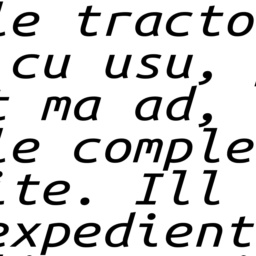 le tracto
cu usu,
t ma ad,
le comple
ite. Ill
expedient